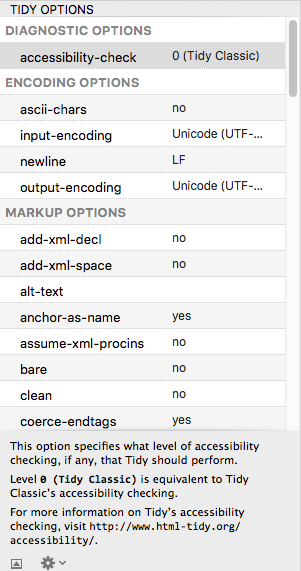 TIDY OPTIONS
DIAGNOSTIC OPTIONS
accessibility-check 0 (Tidy Classic)
ENCODING OPTIONS
ascii-chars no
input-encoding Unicode (UTF-...
newline LF
output-encoding Unicode (UTF-...
MARKUP OPTIONS
add-xml-decl no
add-xml-space no
alt-text
anchor-as-name yes
assume-xml-procins no
bare no
clean no
coerce-endtags yes
This option specifies what level of accessibility
checking, if any, that Tidy should perform.
Level 0 (Tidy Classic) is equivalent to Tidy
Classic's accessibility checking.
For more information on Tidy's accessibility
checking, visit http://www.html-tidy.org/
accessibility/.